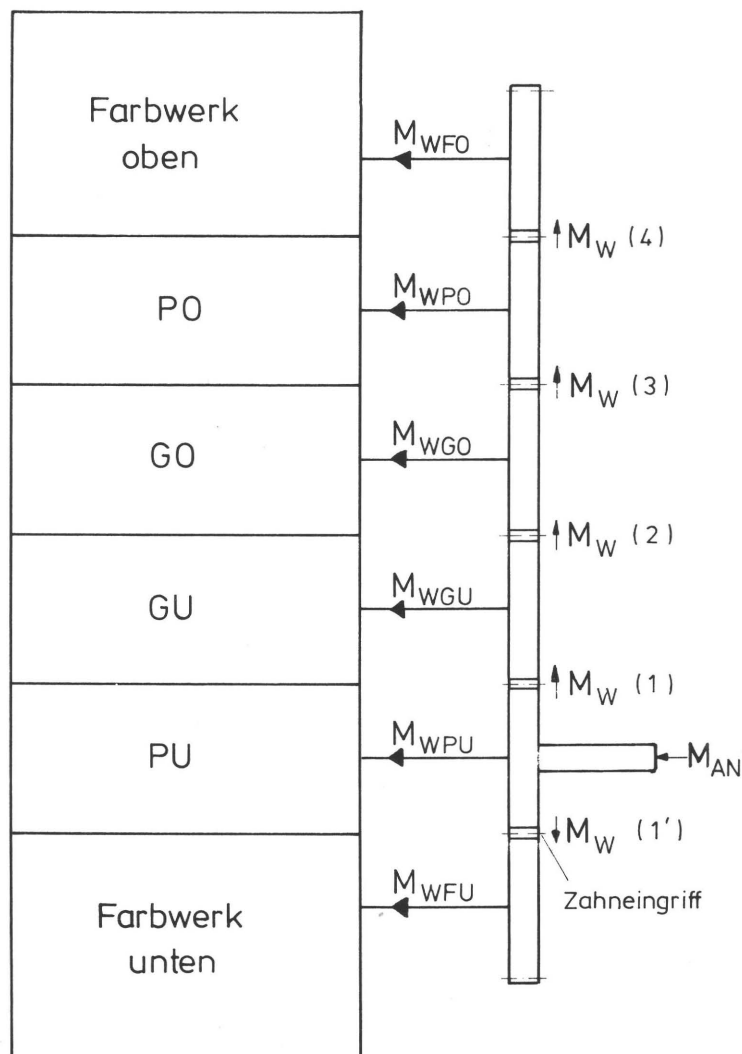 Farbwerk
oben
M_WFO
M_W (4)
PO
M_WPO
M_W (3)
GO
M_WGO
M_W (2)
GU
M_WGU
M_W (1)
PU
M_WPU
M_AN
M_W (1')
Zahneingriff
Farbwerk
unten
M_WFU